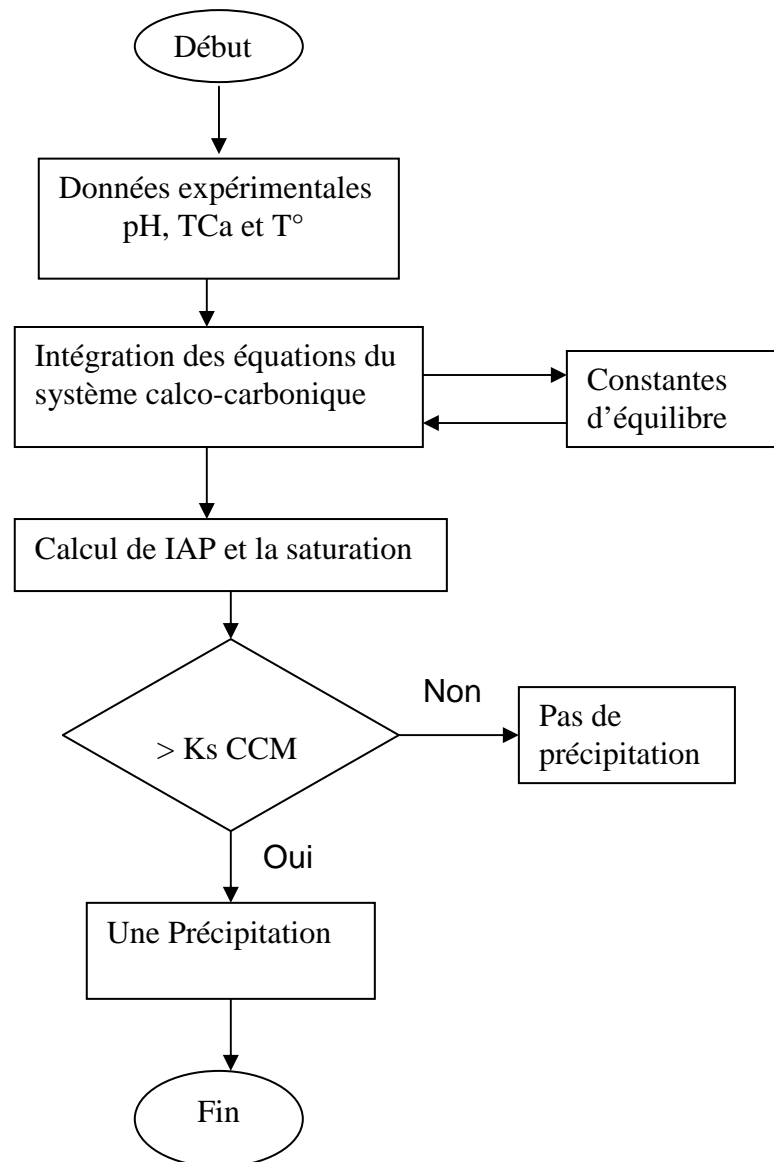 Début
Données expérimentales
pH, TCa et T°
Intégration des équations du
système calco-carbonique
Constantes
d’équilibre
Calcul de IAP et la saturation
> Ks CCM
Non
Pas de
précipitation
Oui
Une Précipitation
Fin